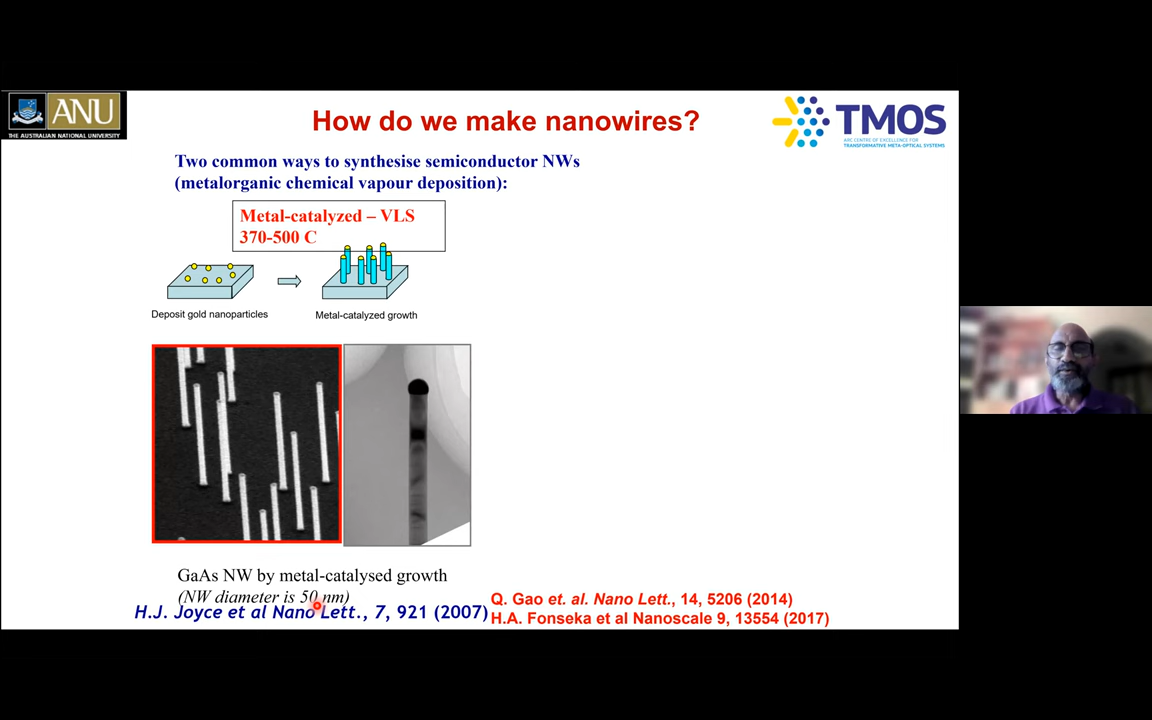 ANU
THE AUSTRALIAN NATIONAL UNIVERSITY
How do we make nanowires?
TMOS
ARC CENTRE OF EXCELLENCE FOR
TRANSFORMATIVE META-OPTICAL SYSTEMS
Two common ways to synthesise semiconductor NWs
(metalorganic chemical vapour deposition):
Metal-catalyzed – VLS
370-500 C
Deposit gold nanoparticles
Metal-catalyzed growth
GaAs NW by metal-catalysed growth
(NW diameter is 50 nm)
H.J. Joyce et al Nano Lett., 7, 921 (2007)
Q. Gao et. al. Nano Lett., 14, 5206 (2014)
H.A. Fonseka et al Nanoscale 9, 13554 (2017)